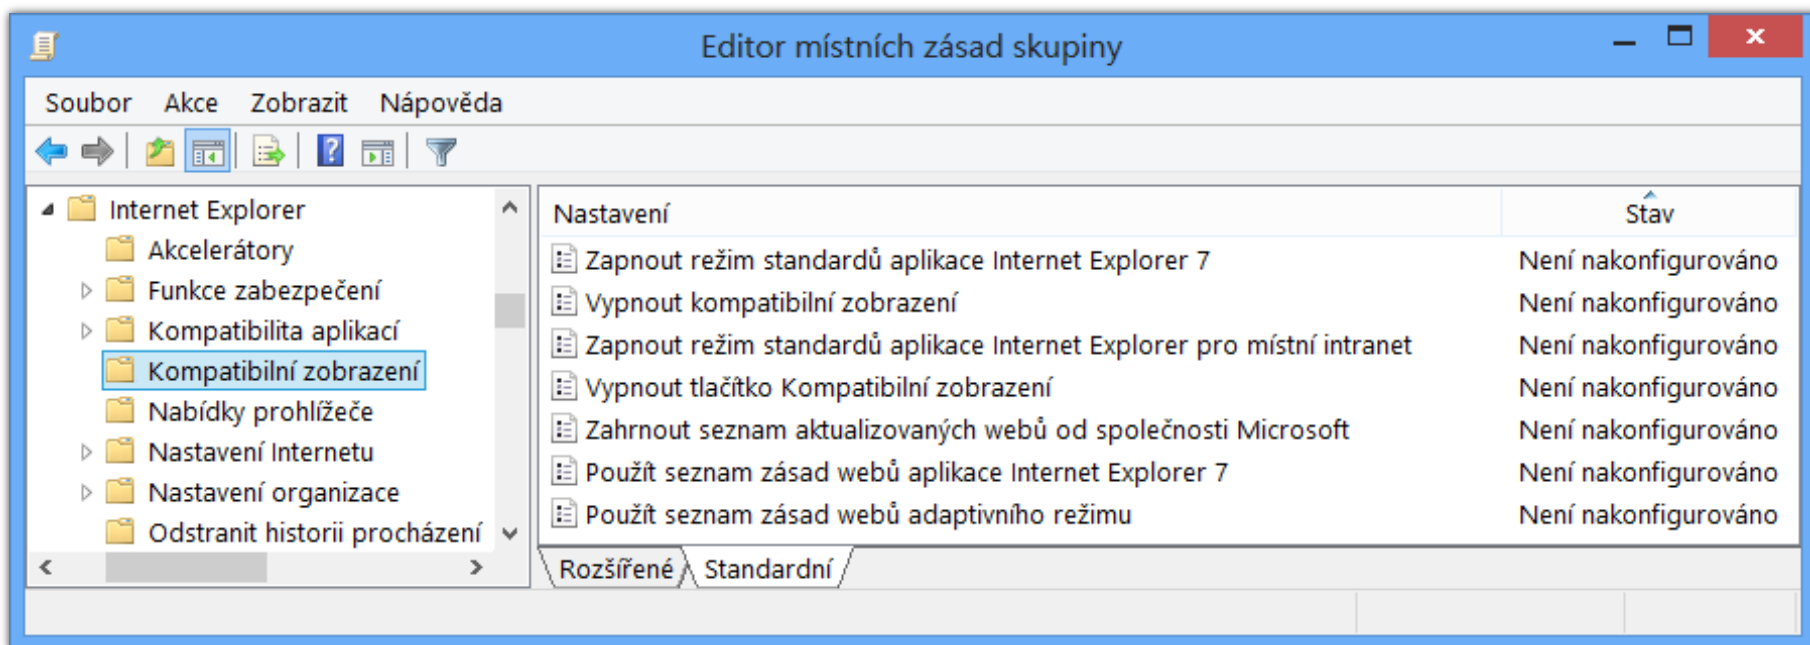 Editor místních zásad skupiny
Soubor Akce Zobrazit Nápověda
Internet Explorer
Akcelerátory
Funkce zabezpečení
Kompatibilita aplikací
Kompatibilní zobrazení
Nabídky prohlížeče
Nastavení Internetu
Nastavení organizace
Odstranit historii procházení
Nastavení Stav
Zapnout režim standardů aplikace Internet Explorer 7 Není nakonfigurováno
Vypnout kompatibilní zobrazení Není nakonfigurováno
Zapnout režim standardů aplikace Internet Explorer pro místní intranet Není nakonfigurováno
Vypnout tlačítko Kompatibilní zobrazení Není nakonfigurováno
Zahrnout seznam aktualizovaných webů od společnosti Microsoft Není nakonfigurováno
Použít seznam zásad webů aplikace Internet Explorer 7 Není nakonfigurováno
Použít seznam zásad webů adaptivního režimu Není nakonfigurováno
Rozšířené Standardní